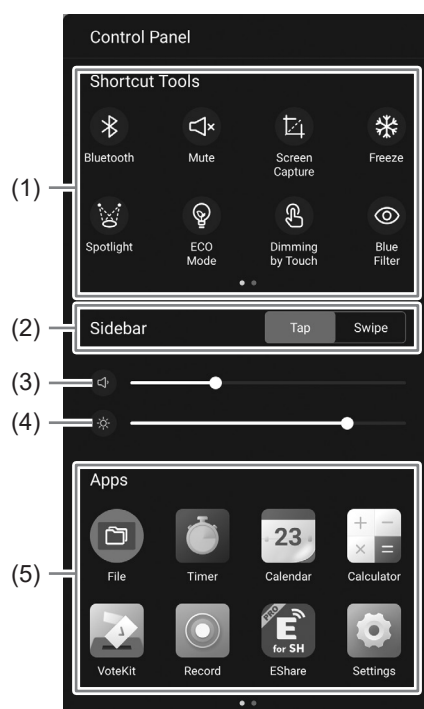 Control Panel
Shortcut Tools
Bluetooth
Mute
Screen
Capture
Freeze
(1)
Spotlight
ECO
Mode
Dimming
by Touch
Blue
Filter
(2)
Sidebar
Tap
Swipe
(3)
(4)
Apps
23
File
Timer
Calendar
Calculator
(5)
PRO
E
for SH
VoteKit
Record
EShare
Settings